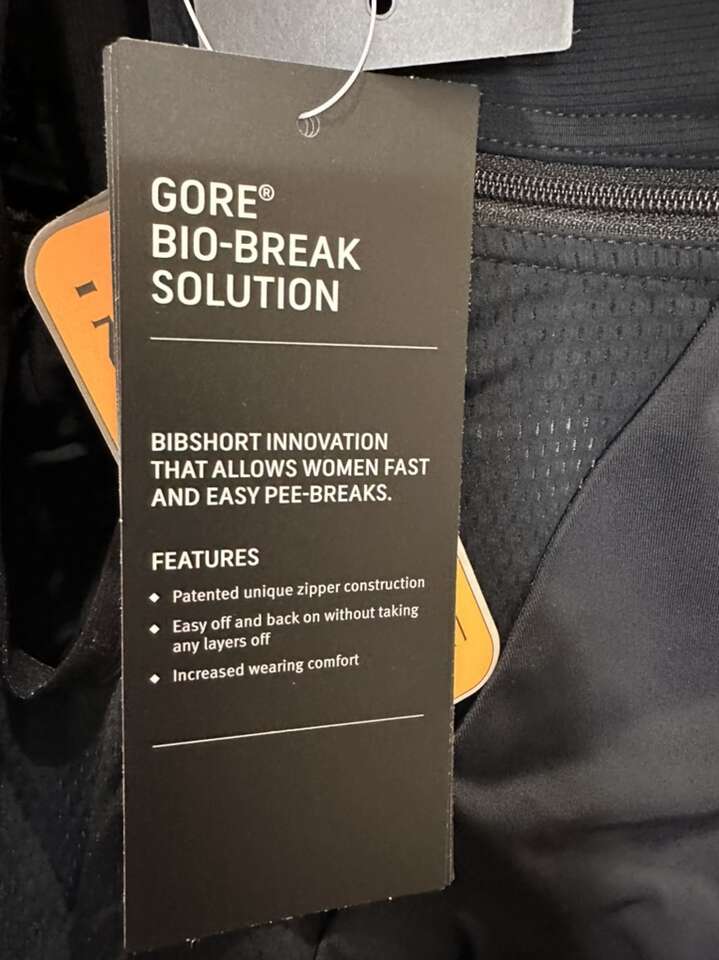 GORE®
BIO-BREAK
SOLUTION
BIBSHORT INNOVATION
THAT ALLOWS WOMEN FAST
AND EASY PEE-BREAKS.
FEATURES
◆ Patented unique zipper construction
◆ Easy off and back on without taking
any layers off
◆ Increased wearing comfort